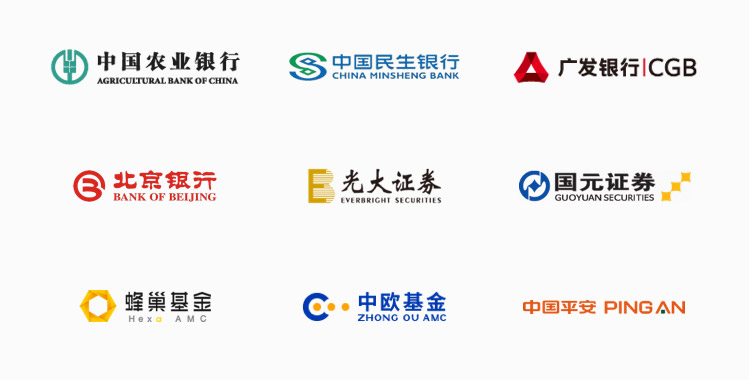 中国农业银行
AGRICULTURAL BANK OF CHINA
中国民生银行
CHINA MINSHENG BANK
广发银行|CGB
北京银行
BANK OF BEIJING
光大证券
EVERBRIGHT SECURITIES
国元证券
GUOYUAN SECURITIES
蜂巢基金
Hexa AMC
中欧基金
ZHONG OU AMC
中国平安 PING AN